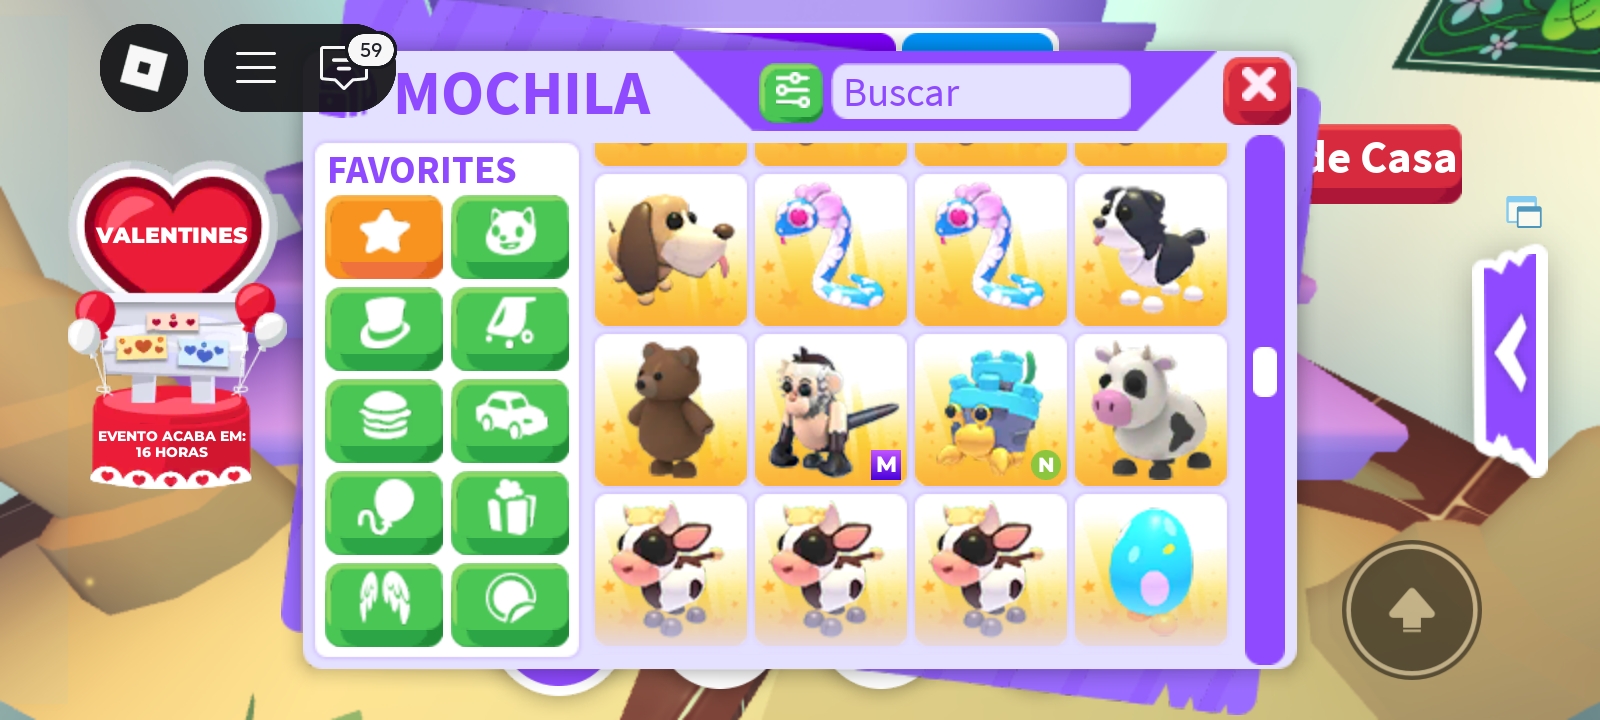 59
MOCHILA
Buscar
FAVORITES
de Casa
VALENTINES
EVENTO ACABA EM:
16 HORAS
M
N